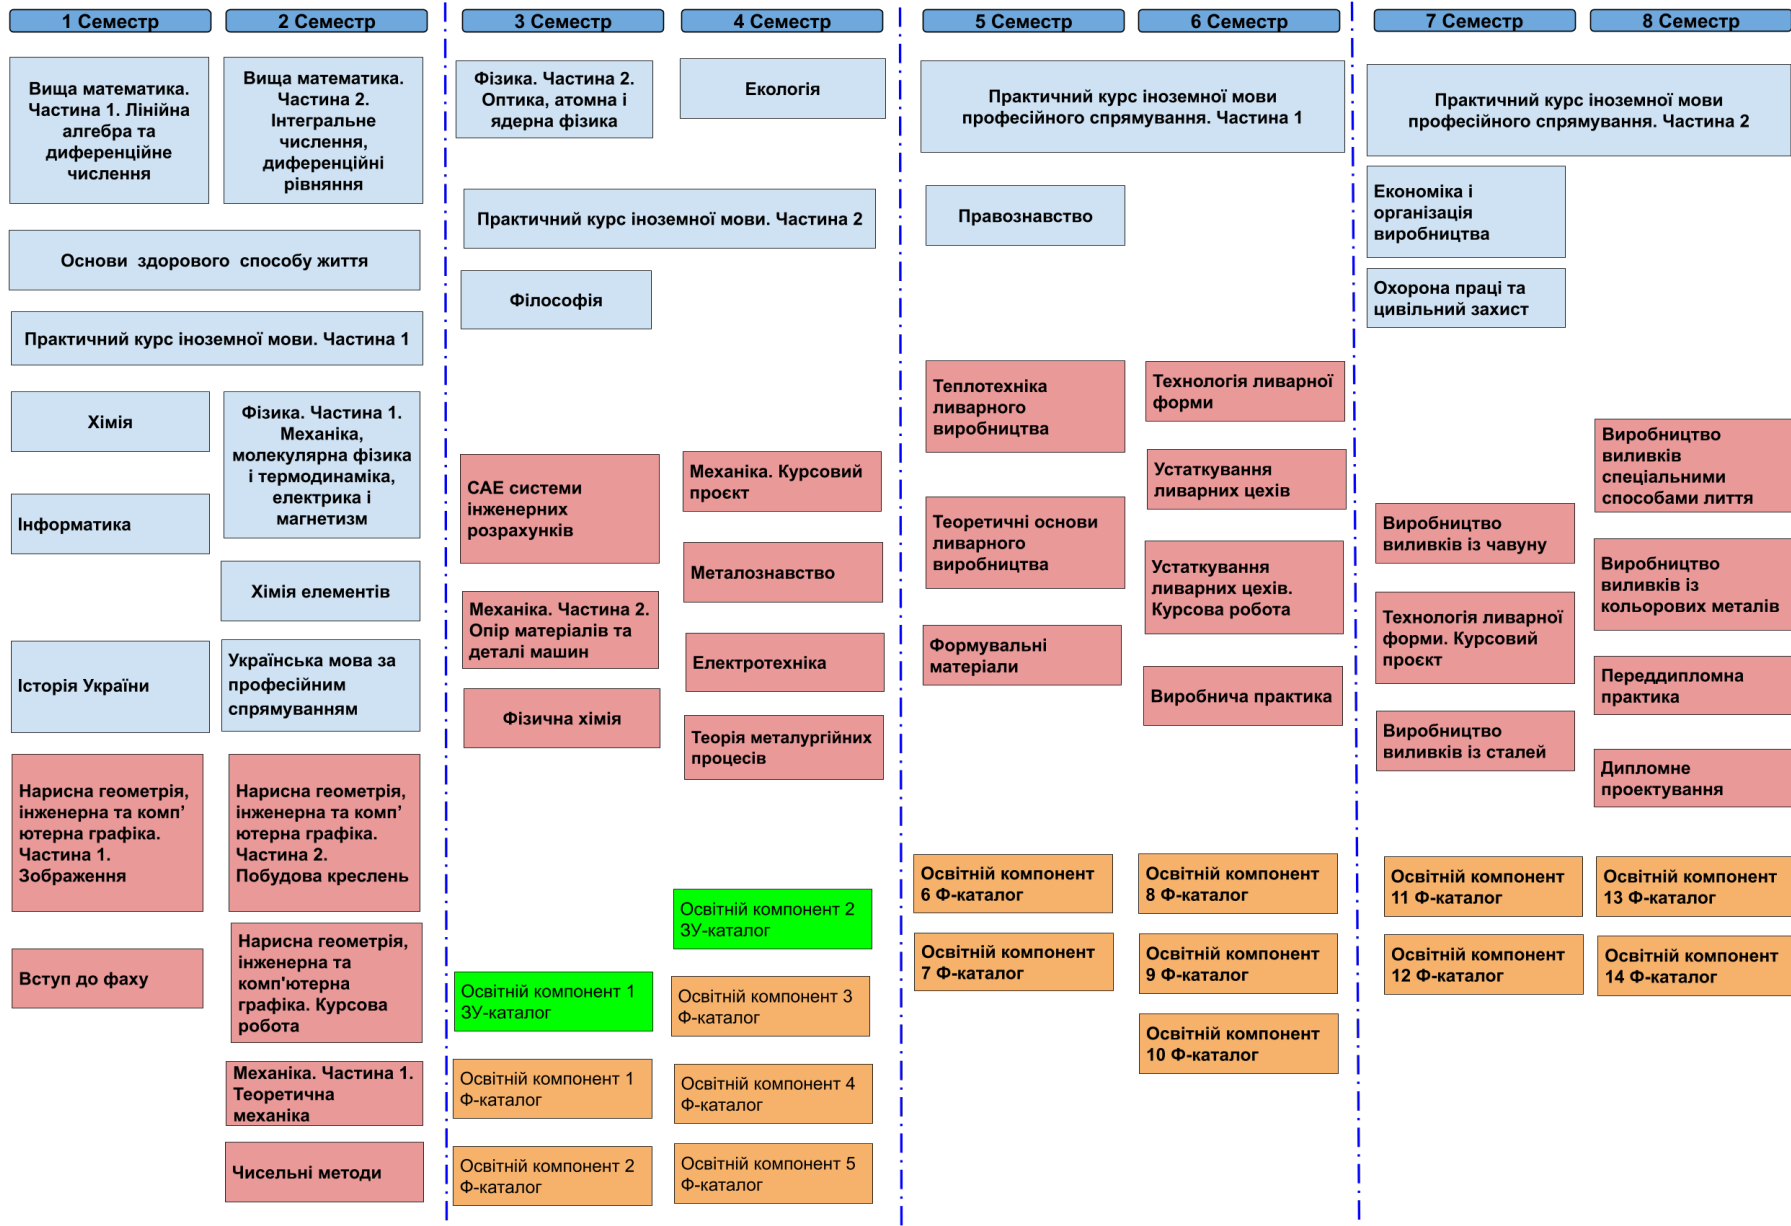 1 Семестр
2 Семестр
3 Семестр
4 Семестр
5 Семестр
6 Семестр
7 Семестр
8 Семестр
Вища математика.
Частина 1. Лінійна
алгебра та
диференційне
числення
Основи здорового способу життя
Практичний курс іноземної мови. Частина 1
Хімія
Інформатика
Історія України
Нарисна геометрія,
інженерна та комп’
ютерна графіка.
Частина 1.
Зображення
Вступ до фаху
Вища математика.
Частина 2.
Інтегральне
числення,
диференційні
рівняння
Фізика. Частина 1.
Механіка,
молекулярна фізика
і термодинаміка,
електрика і
магнетизм
Хімія елементів
Українська мова за
професійним
спрямуванням
Нарисна геометрія,
інженерна та комп’
ютерна графіка.
Частина 2.
Побудова креслень
Нарисна геометрія,
інженерна та
комп'ютерна
графіка. Курсова
робота
Механіка. Частина 1.
Теоретична
механіка
Чисельні методи
Фізика. Частина 2.
Оптика, атомна і
ядерна фізика
Практичний курс іноземної мови. Частина 2
Філософія
САЕ системи
інженерних
розрахунків
Механіка. Частина 2.
Опір матеріалів та
деталі машин
Фізична хімія
Освітній компонент 1
ЗУ-каталог
Освітній компонент 1
Ф-каталог
Освітній компонент 2
Ф-каталог
Екологія
Механіка. Курсовий
проєкт
Металознавство
Електротехніка
Теорія металургійних
процесів
Освітній компонент 2
ЗУ-каталог
Освітній компонент 3
Ф-каталог
Освітній компонент 4
Ф-каталог
Освітній компонент 5
Ф-каталог
Практичний курс іноземної мови
професійного спрямування. Частина 1
Правознавство
Теплотехніка
ливарного
виробництва
Теоретичні основи
ливарного
виробництва
Формувальні
матеріали
Освітній компонент
6 Ф-каталог
Освітній компонент
7 Ф-каталог
Технологія ливарної
форми
Устаткування
ливарних цехів
Устаткування
ливарних цехів.
Курсова робота
Виробнича практика
Освітній компонент
8 Ф-каталог
Освітній компонент
9 Ф-каталог
Освітній компонент
10 Ф-каталог
Практичний курс іноземної мови
професійного спрямування. Частина 2
Економіка і
організація
виробництва
Охорона праці та
цивільний захист
Виробництво
виливків із чавуну
Технологія ливарної
форми. Курсовий
проєкт
Виробництво
виливків із сталей
Освітній компонент
11 Ф-каталог
Освітній компонент
12 Ф-каталог
Виробництво
виливків
спеціальними
способами лиття
Виробництво
виливків із
кольорових металів
Переддипломна
практика
Дипломне
проектування
Освітній компонент
13 Ф-каталог
Освітній компонент
14 Ф-каталог